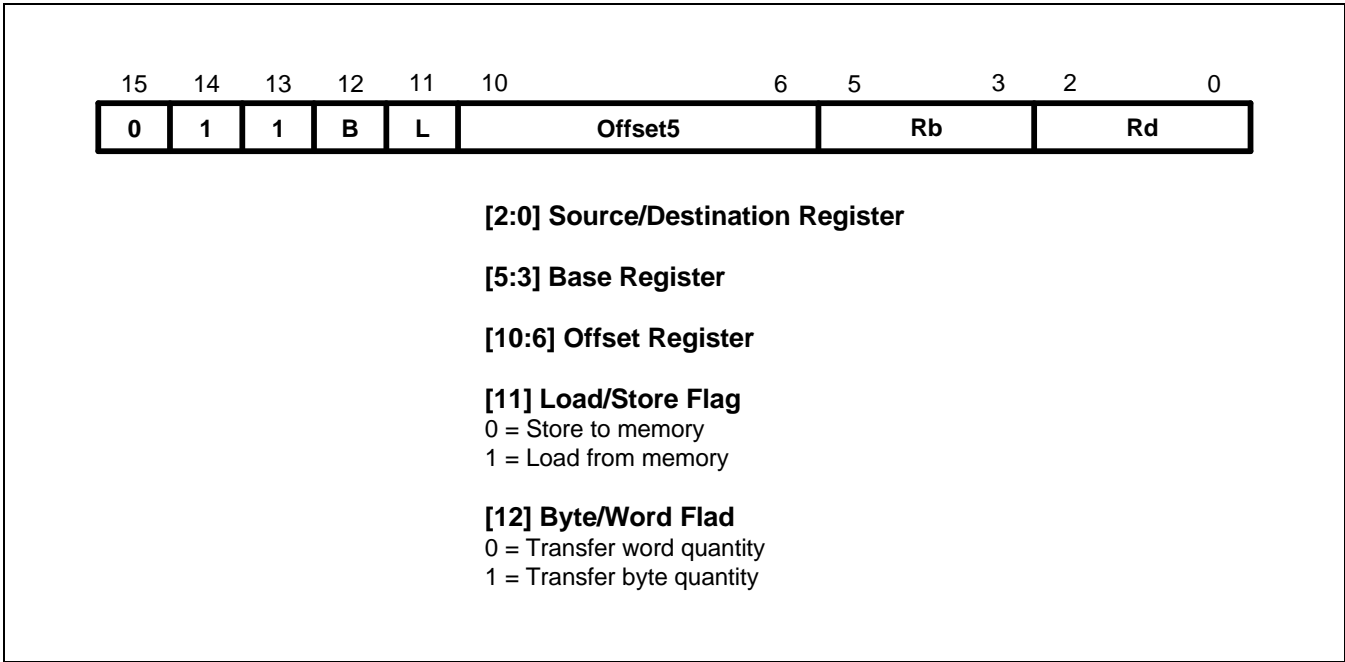 15 14 13 12 11 10 6 5 3 2 0
0 1 1 B L Offset5 Rb Rd
[2:0] Source/Destination Register
[5:3] Base Register
[10:6] Offset Register
[11] Load/Store Flag
0 = Store to memory
1 = Load from memory
[12] Byte/Word Flad
0 = Transfer word quantity
1 = Transfer byte quantity